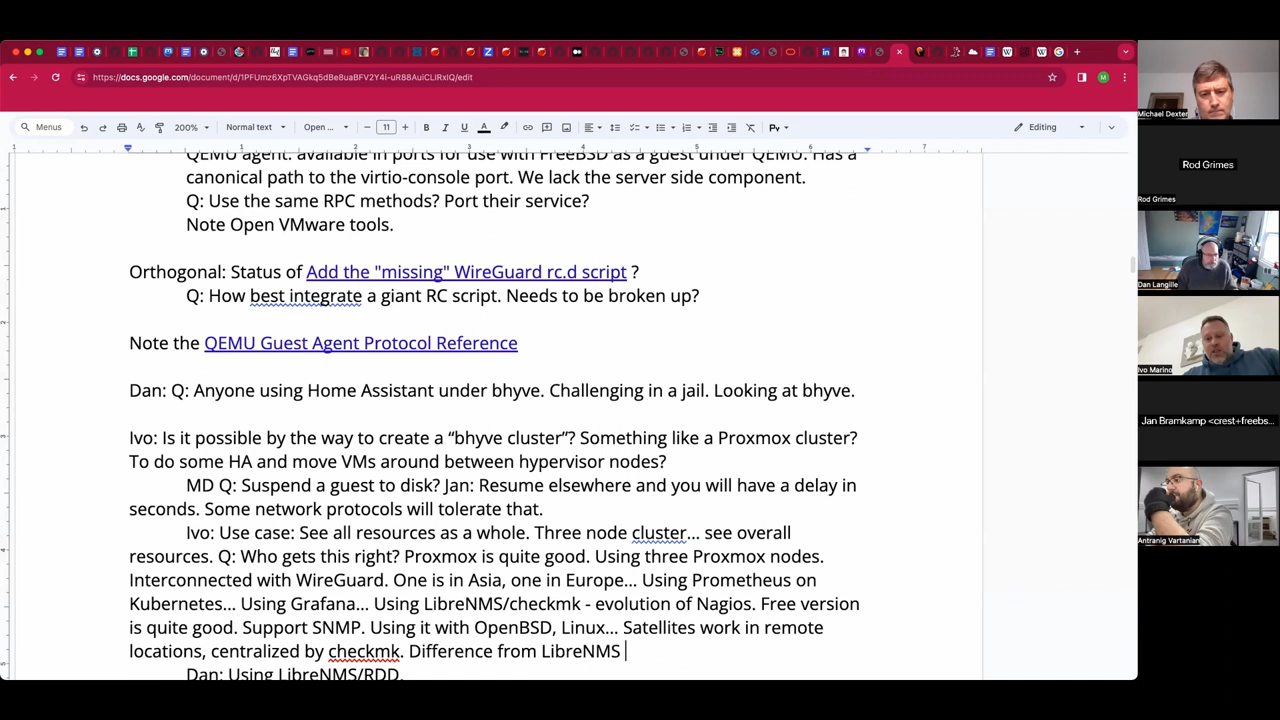 https://docs.google.com/document/d/1PFUmz6XpTVAGkq5dBe8uaBFV2Y4i-uR88AuiCLIRxIQ/edit
M
Menus
200%
Normal text
Open ...
11
Editing
1
1
2
3
4
5
6
7
QEMU agent: available in ports for use with FreeBSD as a guest under QEMU. Has a
canonical path to the virtio-console port. We lack the server side component.
Q: Use the same RPC methods? Port their service?
Note Open VMware tools.
Orthogonal: Status of Add the "missing" WireGuard rc.d script ?
Q: How best integrate a giant RC script. Needs to be broken up?
Note the QEMU Guest Agent Protocol Reference
Dan: Q: Anyone using Home Assistant under bhyve. Challenging in a jail. Looking at bhyve.
Ivo: Is it possible by the way to create a “bhyve cluster”? Something like a Proxmox cluster?
To do some HA and move VMs around between hypervisor nodes?
MD Q: Suspend a guest to disk? Jan: Resume elsewhere and you will have a delay in
seconds. Some network protocols will tolerate that.
Ivo: Use case: See all resources as a whole. Three node cluster... see overall
resources. Q: Who gets this right? Proxmox is quite good. Using three Proxmox nodes.
Interconnected with WireGuard. One is in Asia, one in Europe... Using Prometheus on
Kubernetes... Using Grafana... Using LibreNMS/checkmk - evolution of Nagios. Free version
is quite good. Support SNMP. Using it with OpenBSD, Linux... Satellites work in remote
locations, centralized by checkmk. Difference from LibreNMS
Dan: Using LibreNMS/RDD.
Michael Dexter
Rod Grimes
Rod Grimes
Dan Langille
Ivo Marino
Jan Bramkamp <crest+freebs...
Antranig Vartanian